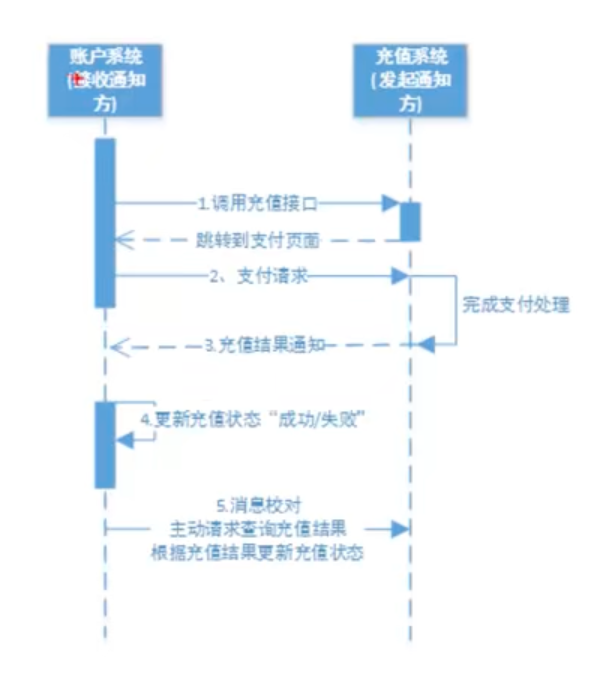 账户系统
(接收通知
方)
充值系统
(发起通知
方)
1.调用充值接口
跳转到支付页面
2、支付请求
完成支付处理
3.充值结果通知
4.更新充值状态“成功/失败”
5.消息校对
主动请求查询充值结果
根据充值结果更新充值状态